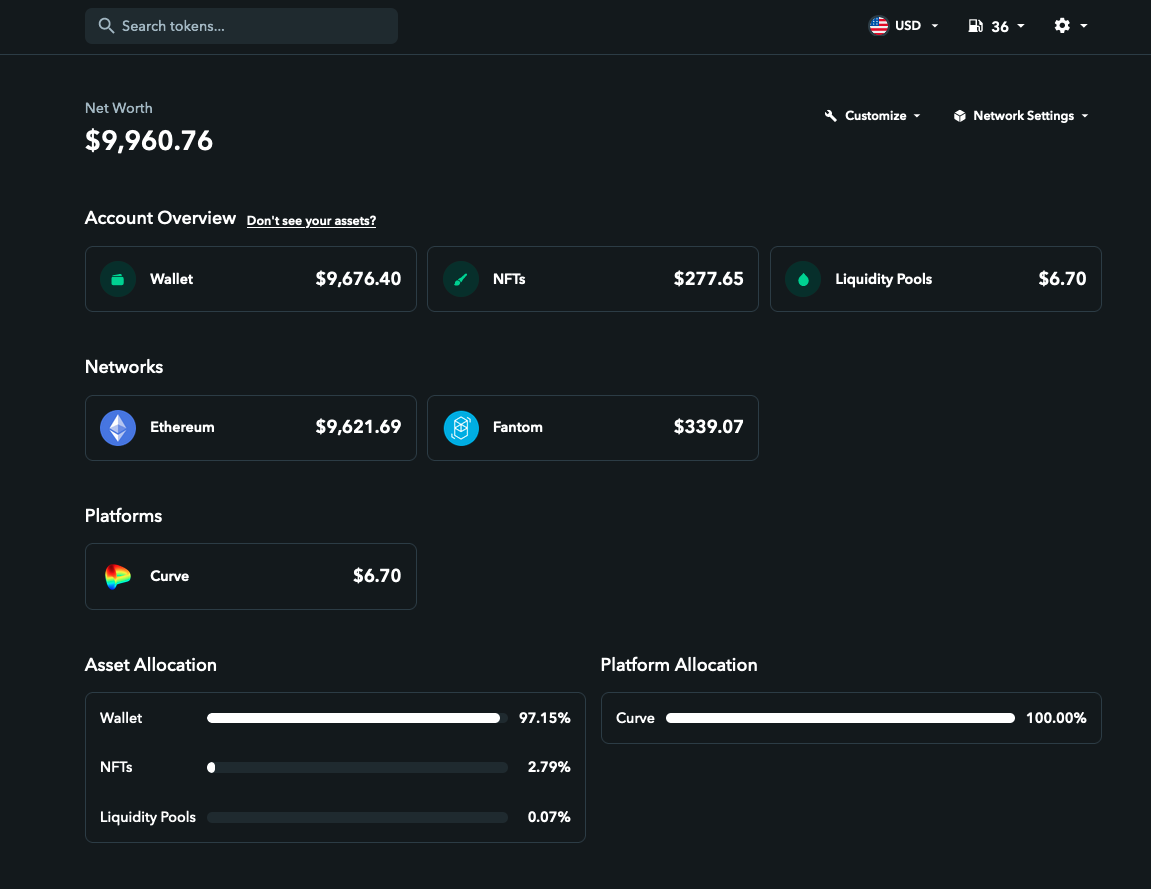 Search tokens...
USD
36
Net Worth
$9,960.76
Customize
Network Settings
Account Overview Don't see your assets?
Wallet $9,676.40
NFTs $277.65
Liquidity Pools $6.70
Networks
Ethereum $9,621.69
Fantom $339.07
Platforms
Curve $6.70
Asset Allocation
Wallet 97.15%
NFTs 2.79%
Liquidity Pools 0.07%
Platform Allocation
Curve 100.00%